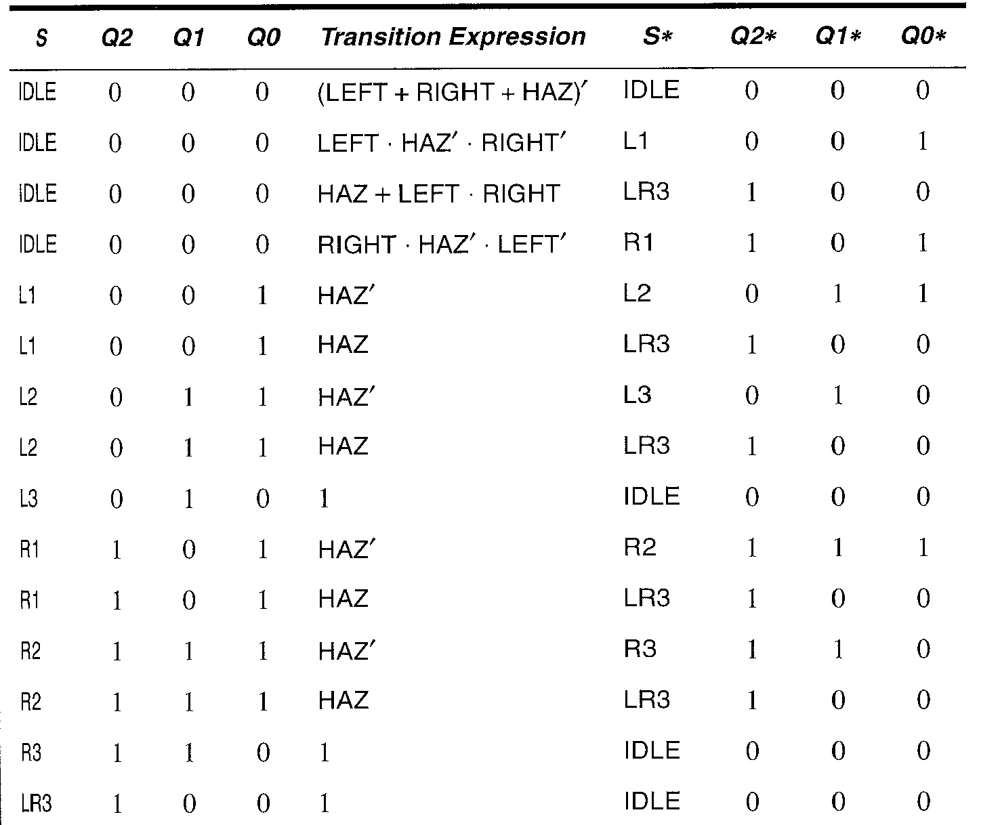 S Q2 Q1 Q0 Transition Expression S* Q2* Q1* Q0*
IDLE 0 0 0 (LEFT + RIGHT + HAZ)′ IDLE 0 0 0
IDLE 0 0 0 LEFT · HAZ′ · RIGHT′ L1 0 0 1
IDLE 0 0 0 HAZ + LEFT · RIGHT LR3 1 0 0
IDLE 0 0 0 RIGHT · HAZ′ · LEFT′ R1 1 0 1
L1 0 0 1 HAZ′ L2 0 1 1
L1 0 0 1 HAZ LR3 1 0 0
L2 0 1 1 HAZ′ L3 0 1 0
L2 0 1 1 HAZ LR3 1 0 0
L3 0 1 0 1 IDLE 0 0 0
R1 1 0 1 HAZ′ R2 1 1 1
R1 1 0 1 HAZ LR3 1 0 0
R2 1 1 1 HAZ′ R3 1 1 0
R2 1 1 1 HAZ LR3 1 0 0
R3 1 1 0 1 IDLE 0 0 0
LR3 1 0 0 1 IDLE 0 0 0